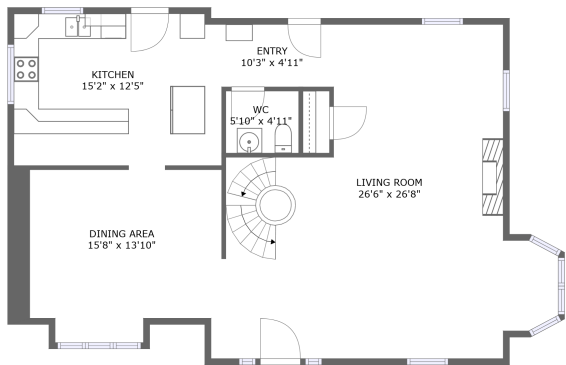 ENTRY
10'3" x 4'11"
KITCHEN
15'2" x 12'5"
WC
5'10" x 4'11"
LIVING ROOM
26'6" x 26'8"
DINING AREA
15'8" x 13'10"